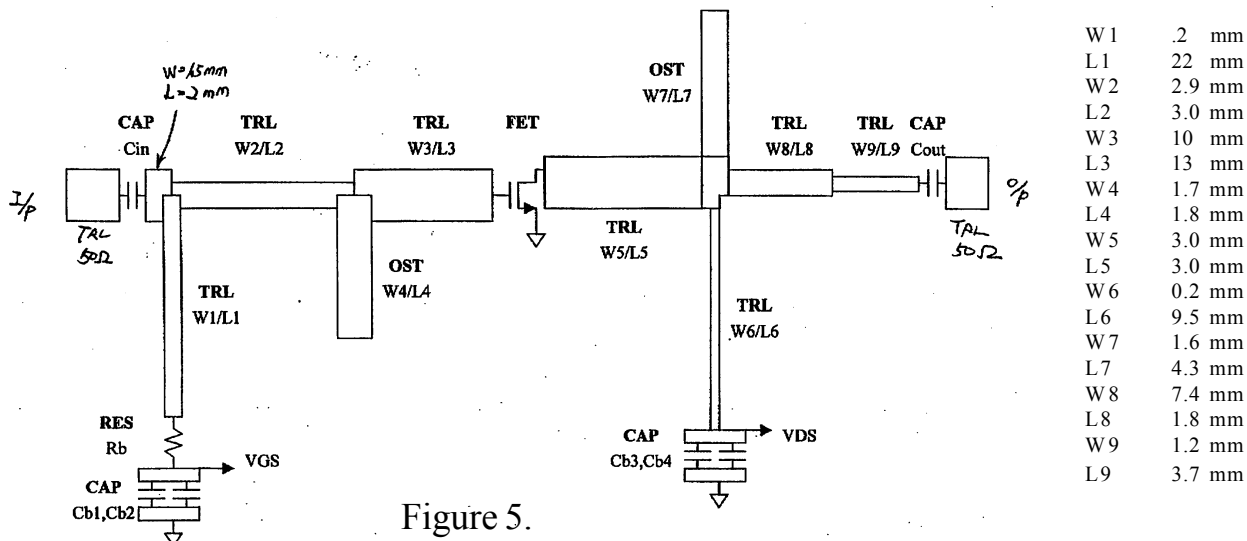 L=2 mm
CAP
Cin
TRL
W2/L2
TRL
W3/L3
FET
OST
W7/L7
TRL
W8/L8
TRL
W9/L9
CAP
Cout
I/P
TRL
50Ω
O/P
TRL
50Ω
TRL
W1/L1
OST
W4/L4
TRL
W5/L5
TRL
W6/L6
RES
Rb
VGS
CAP
Cb1,Cb2
CAP
Cb3,Cb4
VDS
Figure 5.
W1 .2 mm
L1 22 mm
W2 2.9 mm
L2 3.0 mm
W3 10 mm
L3 13 mm
W4 1.7 mm
L4 1.8 mm
W5 3.0 mm
L5 3.0 mm
W6 0.2 mm
L6 9.5 mm
W7 1.6 mm
L7 4.3 mm
W8 7.4 mm
L8 1.8 mm
W9 1.2 mm
L9 3.7 mm